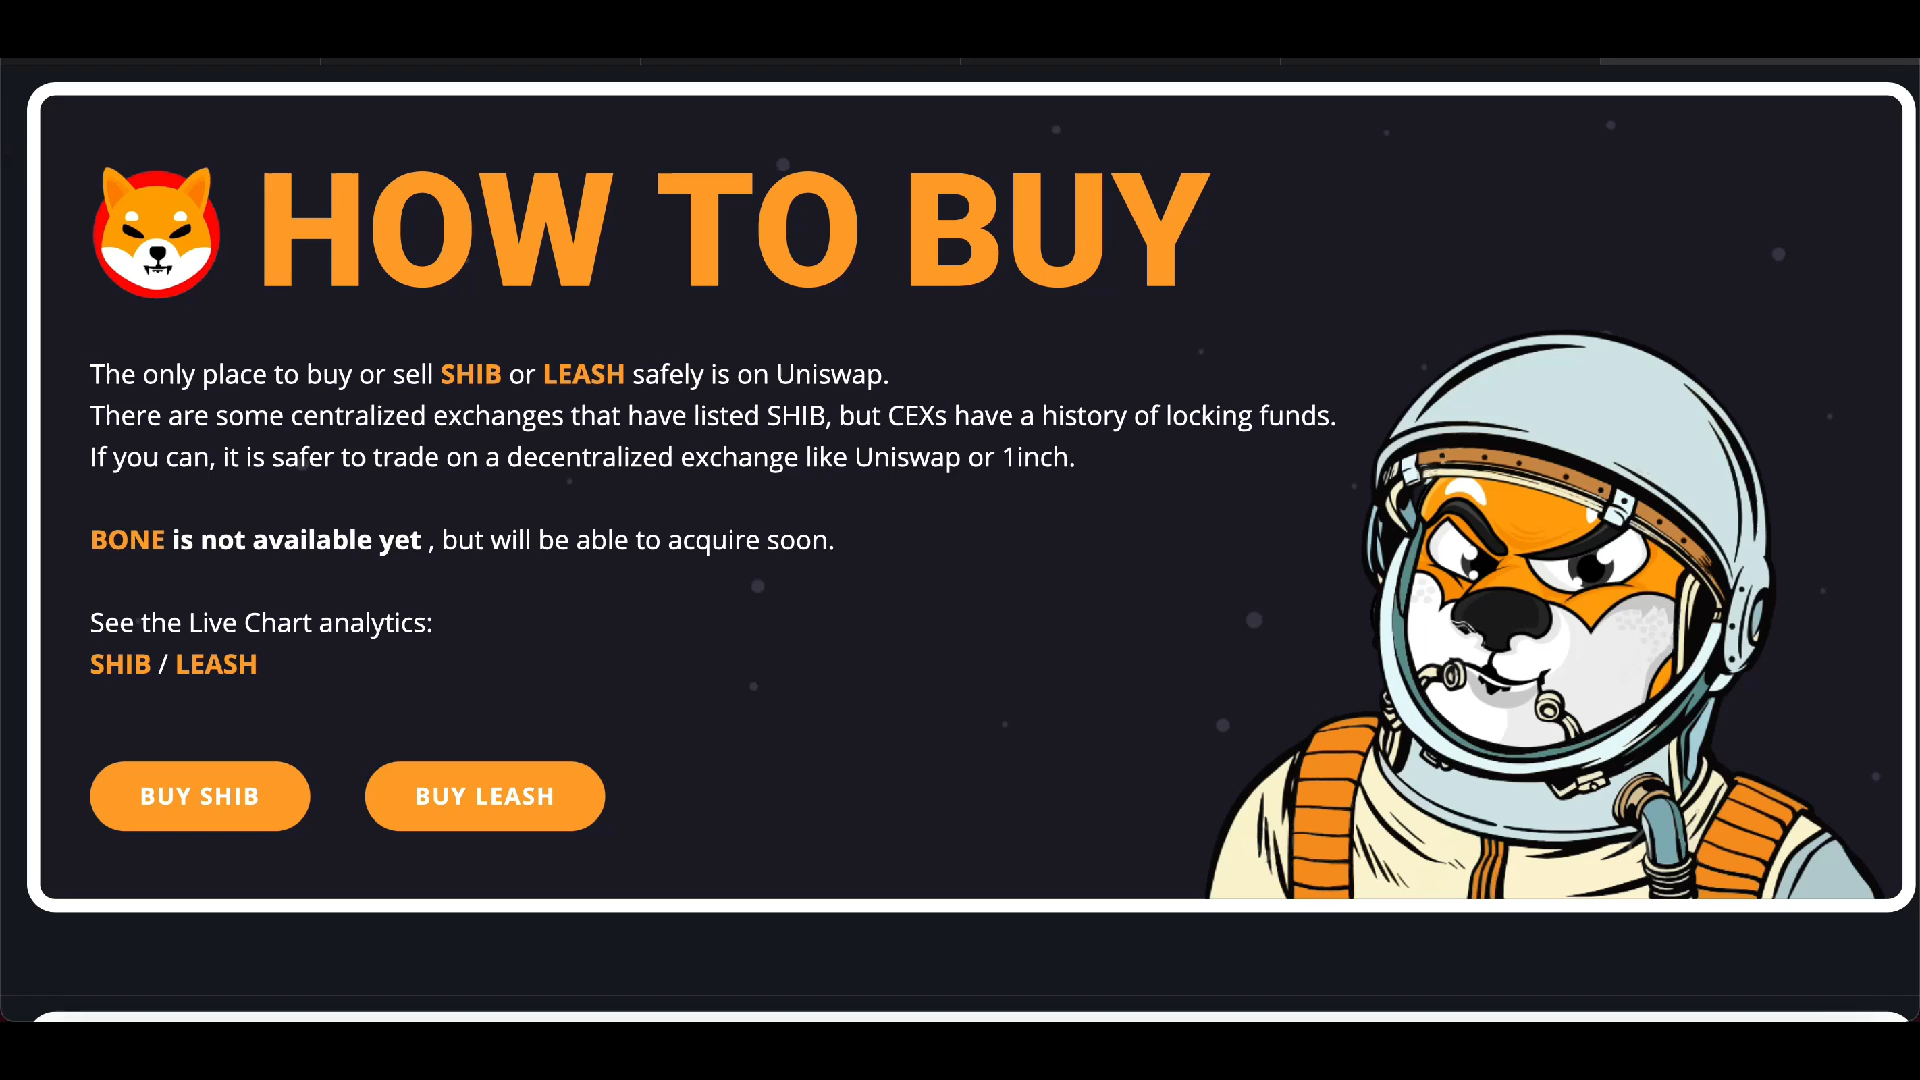 HOW TO BUY
The only place to buy or sell SHIB or LEASH safely is on Uniswap.
There are some centralized exchanges that have listed SHIB, but CEXs have a history of locking funds.
If you can, it is safer to trade on a decentralized exchange like Uniswap or 1inch.
BONE is not available yet , but will be able to acquire soon.
See the Live Chart analytics:
SHIB / LEASH
BUY SHIB
BUY LEASH